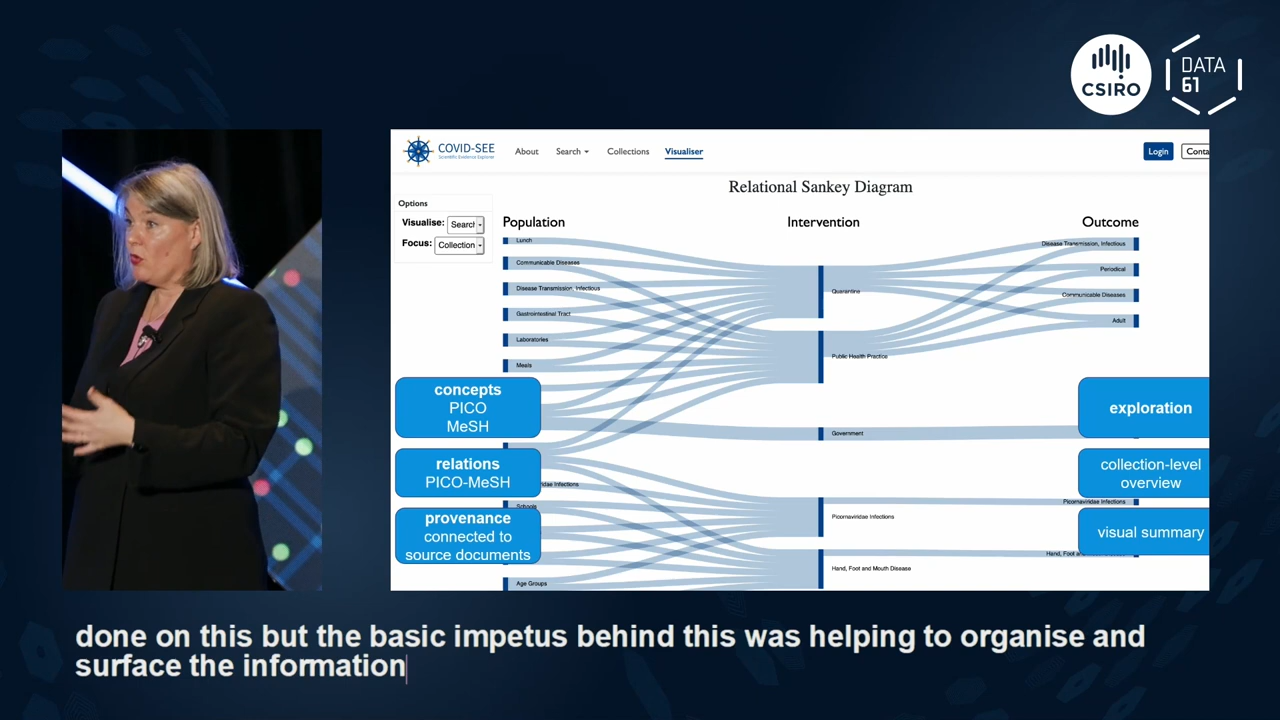 CSIRO
DATA
61
COVID-SEE
Scientific Evidence Explorer
About
Search
Collections
Visualiser
Login
Relational Sankey Diagram
Options
Visualise:
Search
Focus:
Collection
Population
Intervention
Outcome
Lunch
Communicable Diseases
Disease Transmission, Infectious
Gastrointestinal Tract
Laboratories
Meals
Schools
Age Groups
Quarantine
Public Health Practice
Government
Picornaviridae Infections
Hand, Foot and Mouth Disease
Disease Transmission, Infectious
Periodical
Communicable Diseases
Adult
Picornaviridae Infections
Hand, Foot
concepts
PICO
MeSH
relations
PICO-MeSH
provenance
connected to
source documents
exploration
collection-level
overview
visual summary
done on this but the basic impetus behind this was helping to organise and
surface the information